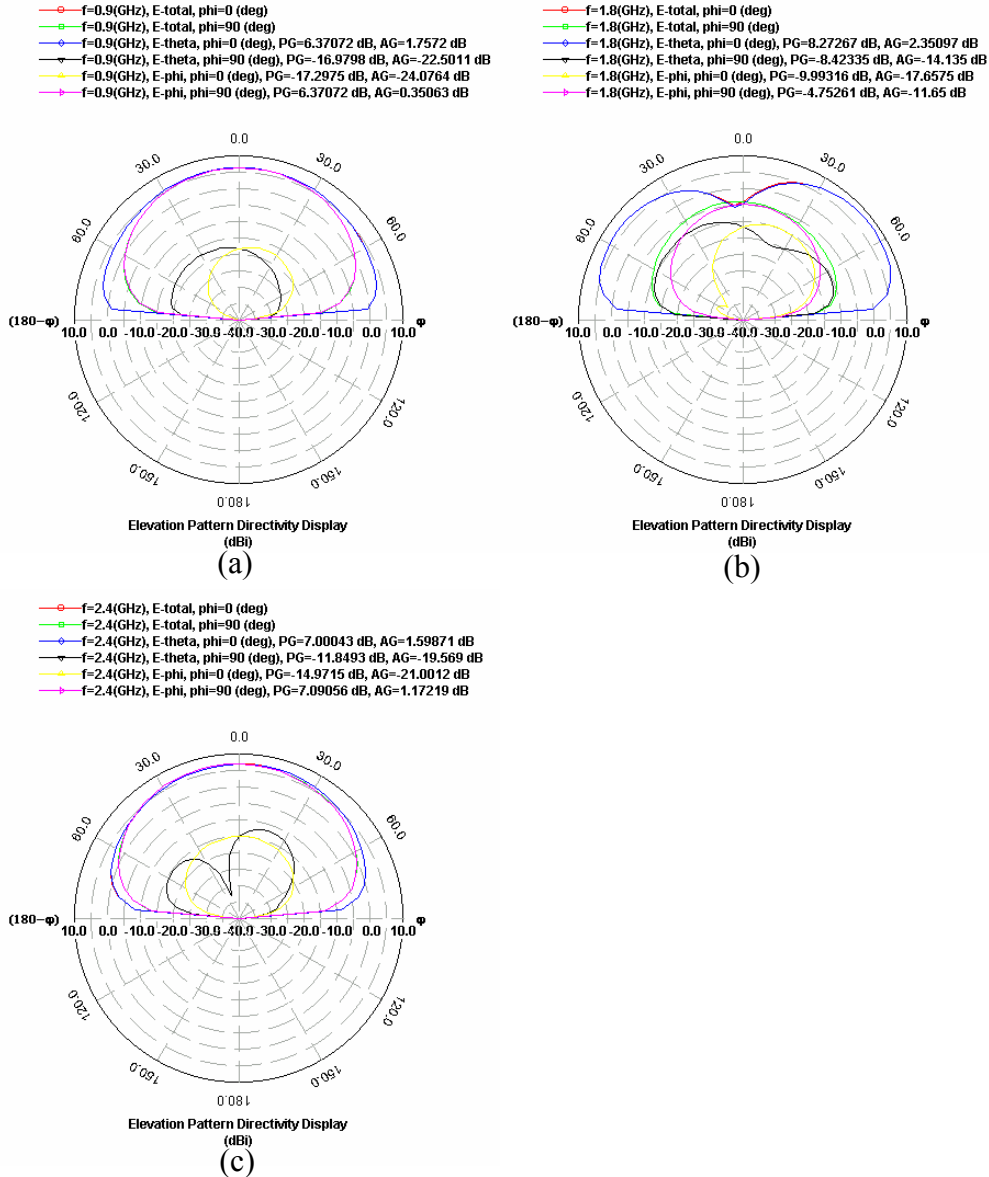 f=0.9(GHz), E-total, phi=0 (deg)
f=0.9(GHz), E-total, phi=90 (deg)
f=0.9(GHz), E-theta, phi=0 (deg), PG=6.37072 dB, AG=1.7572 dB
f=0.9(GHz), E-theta, phi=90 (deg), PG=-16.9798 dB, AG=-22.5011 dB
f=0.9(GHz), E-phi, phi=0 (deg), PG=-17.2975 dB, AG=-24.0764 dB
f=0.9(GHz), E-phi, phi=90 (deg), PG=6.37072 dB, AG=0.35063 dB
0.0
30.0 30.0
60.0 60.0
(180-φ) φ
10.0 0.0 -10.0 -20.0 -30.0 -40.0 -30.0 -20.0 -10.0 0.0 10.0
120.0 120.0
150.0 150.0
180.0
Elevation Pattern Directivity Display
(dBi)
(a)
f=1.8(GHz), E-total, phi=0 (deg)
f=1.8(GHz), E-total, phi=90 (deg)
f=1.8(GHz), E-theta, phi=0 (deg), PG=8.27267 dB, AG=2.35097 dB
f=1.8(GHz), E-theta, phi=90 (deg), PG=-8.42335 dB, AG=-14.135 dB
f=1.8(GHz), E-phi, phi=0 (deg), PG=-9.99316 dB, AG=-17.6575 dB
f=1.8(GHz), E-phi, phi=90 (deg), PG=-4.75261 dB, AG=-11.65 dB
0.0
30.0 30.0
60.0 60.0
(180-φ) φ
10.0 0.0 -10.0 -20.0 -30.0 -40.0 -30.0 -20.0 -10.0 0.0 10.0
120.0 120.0
150.0 150.0
180.0
Elevation Pattern Directivity Display
(dBi)
(b)
f=2.4(GHz), E-total, phi=0 (deg)
f=2.4(GHz), E-total, phi=90 (deg)
f=2.4(GHz), E-theta, phi=0 (deg), PG=7.00043 dB, AG=1.59871 dB
f=2.4(GHz), E-theta, phi=90 (deg), PG=-11.8493 dB, AG=-19.569 dB
f=2.4(GHz), E-phi, phi=0 (deg), PG=-14.9715 dB, AG=-21.0012 dB
f=2.4(GHz), E-phi, phi=90 (deg), PG=7.09056 dB, AG=1.17219 dB
0.0
30.0 30.0
60.0 60.0
(180-φ) φ
10.0 0.0 -10.0 -20.0 -30.0 -40.0 -30.0 -20.0 -10.0 0.0 10.0
120.0 120.0
150.0 150.0
180.0
Elevation Pattern Directivity Display
(dBi)
(c)